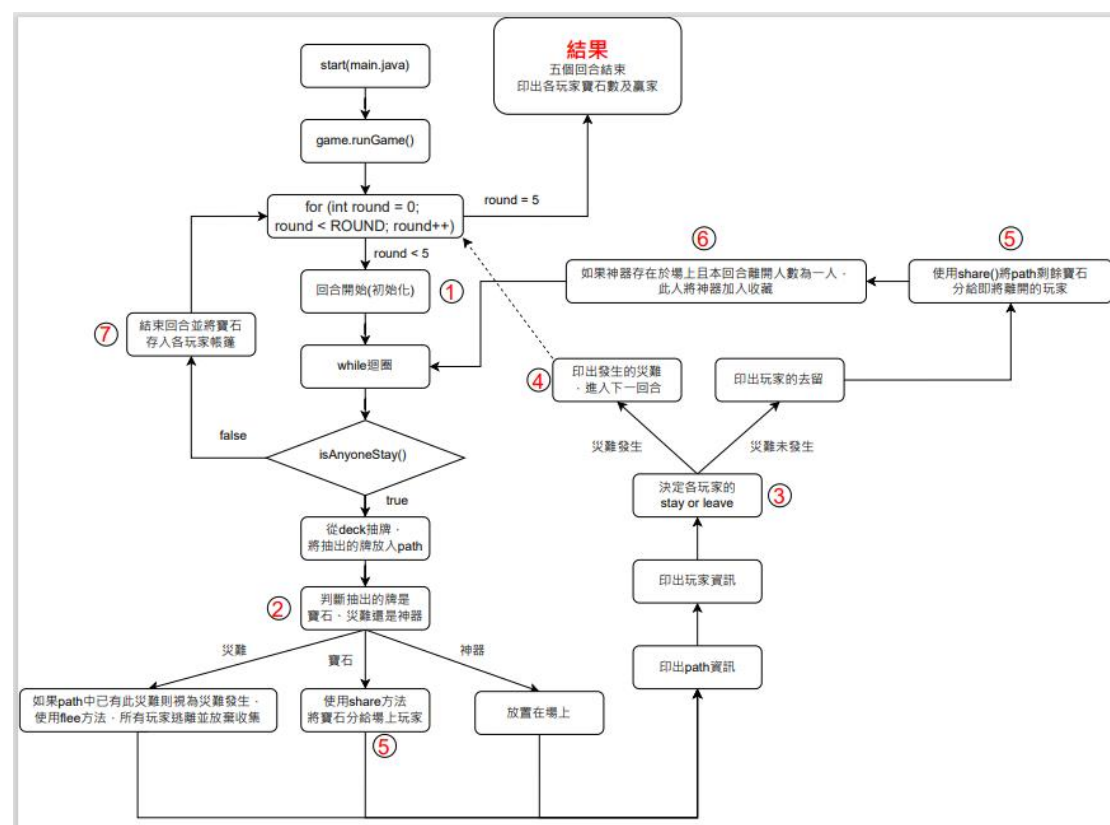 結果
五個回合結束
印出各玩家寶石數及贏家
start(main.java)
game.runGame()
for (int round = 0;
round < ROUND; round++)
round = 5
round < 5
回合開始(初始化)
①
while迴圈
isAnyoneStay()
false
⑦
結束回合並將寶石
存入各玩家帳篷
true
從deck抽牌，
將抽出的牌放入path
②
判斷抽出的牌是
寶石、災難還是神器
災難
寶石
神器
如果path中已有此災難則視為災難發生，
使用flee方法，所有玩家逃離並放棄收集
使用share方法
將寶石分給場上玩家
⑤
放置在場上
印出path資訊
印出玩家資訊
決定各玩家的
stay or leave
③
災難發生
災難未發生
④
印出發生的災難
，進入下一回合
印出玩家的去留
⑤
使用share()將path剩餘寶石
分給即將離開的玩家
⑥
如果神器存在於場上且本回合離開人數為一人，
此人將神器加入收藏